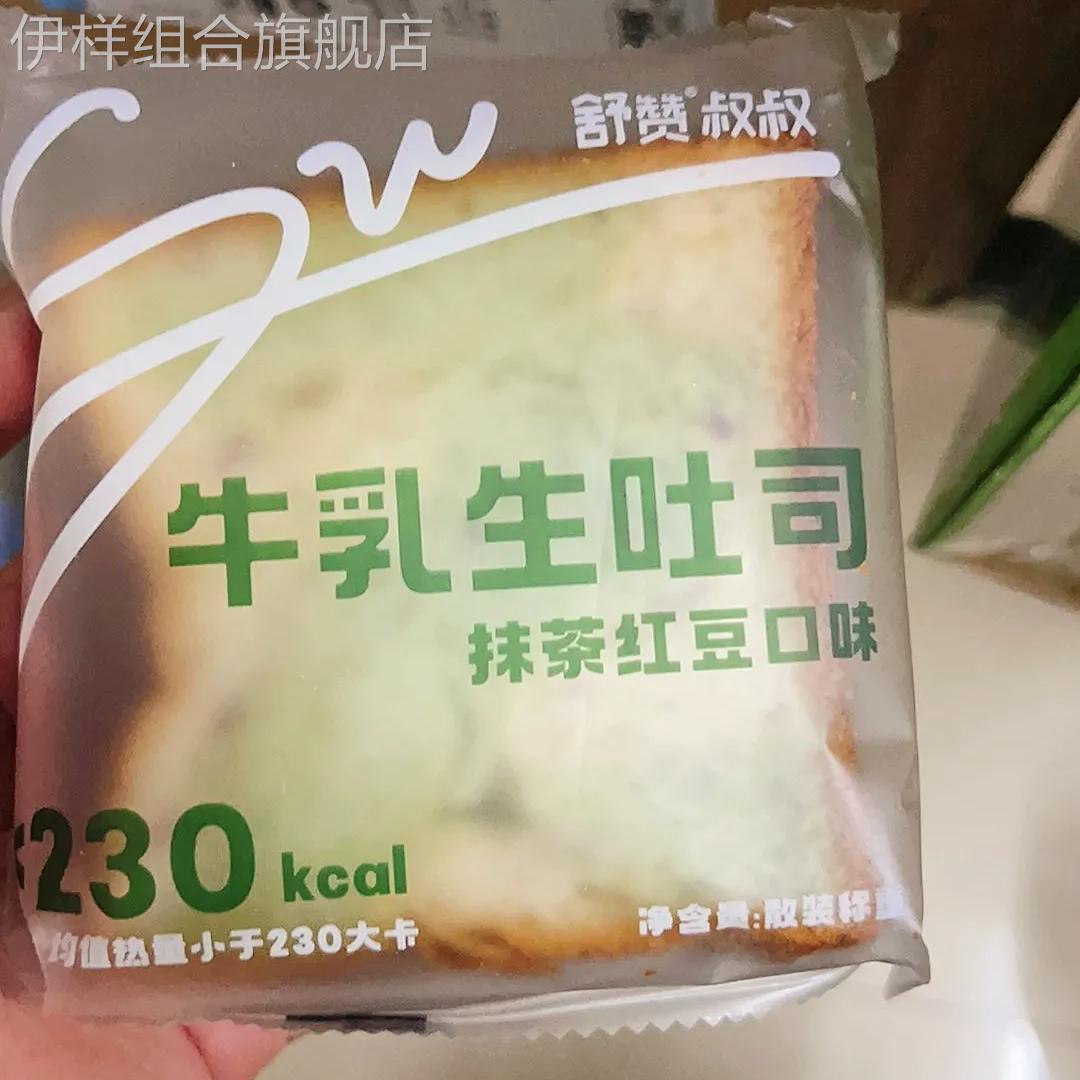 伊样组合旗舰店
舒赞®叔叔
牛乳生吐司
抹茶红豆口味
<230 kcal
均值热量小于230大卡
净含量:散装称重